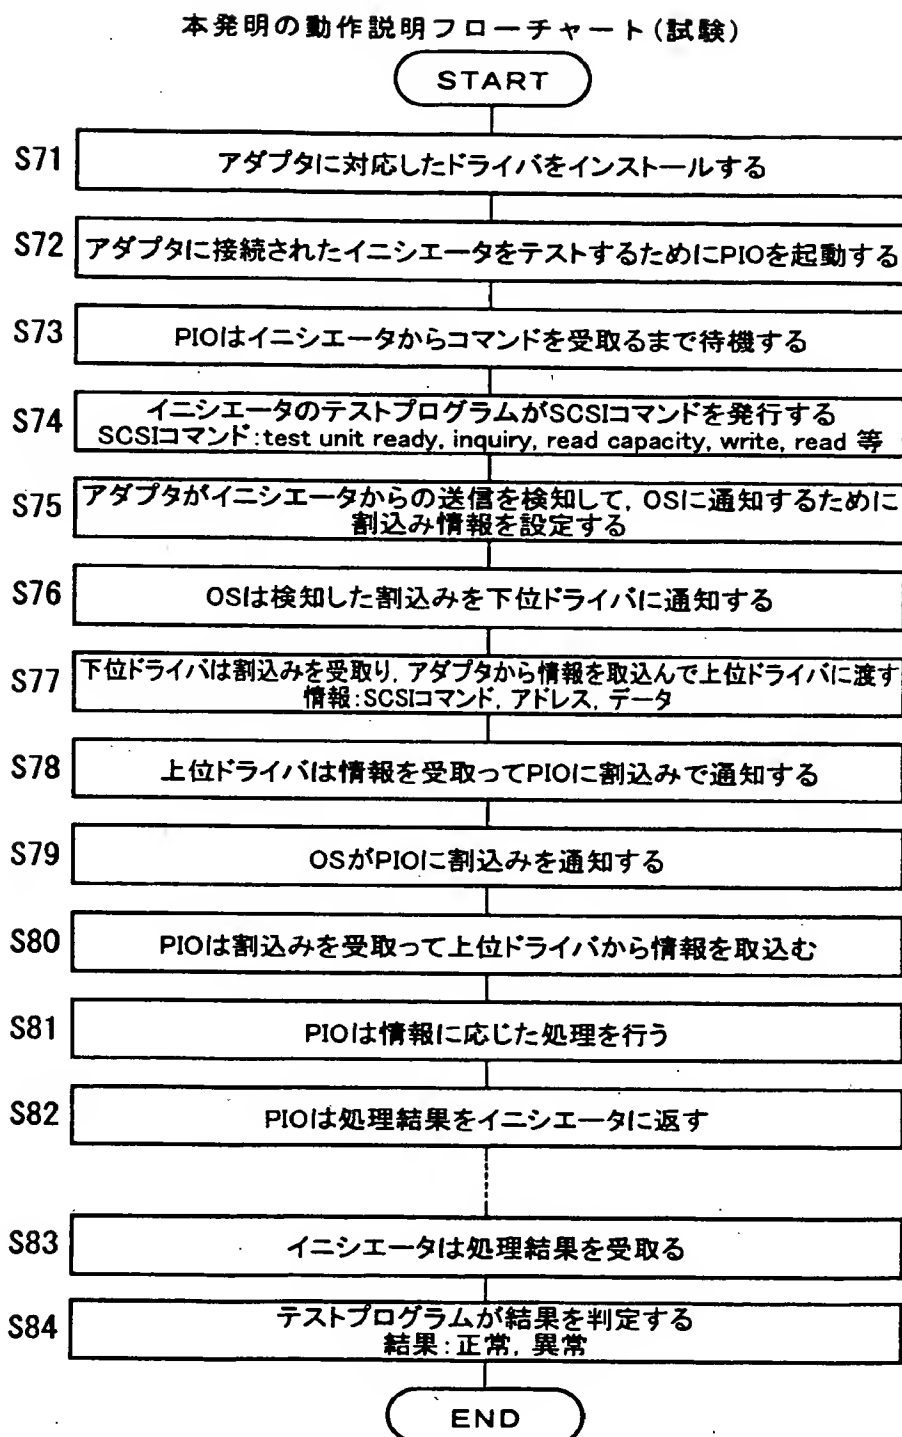 本発明の動作説明フローチャート(試験)
START
S71
アダプタに対応したドライバをインストールする
S72
アダプタに接続されたイニシエータをテストするためにPIOを起動する
S73
PIOはイニシエータからコマンドを受取るまで待機する
S74
イニシエータのテストプログラムがSCSIコマンドを発行する
SCSIコマンド:test unit ready, inquiry, read capacity, write, read 等
S75
アダプタがイニシエータからの送信を検知して, OSに通知するために
割込み情報を設定する
S76
OSは検知した割込みを下位ドライバに通知する
S77
下位ドライバは割込みを受取り, アダプタから情報を取込んで上位ドライバに渡す
情報:SCSIコマンド, アドレス, データ
S78
上位ドライバは情報を受取ってPIOに割込みで通知する
S79
OSがPIOに割込みを通知する
S80
PIOは割込みを受取って上位ドライバから情報を取込む
S81
PIOは情報に応じた処理を行う
S82
PIOは処理結果をイニシエータに返す
S83
イニシエータは処理結果を受取る
S84
テストプログラムが結果を判定する
結果:正常, 異常
END